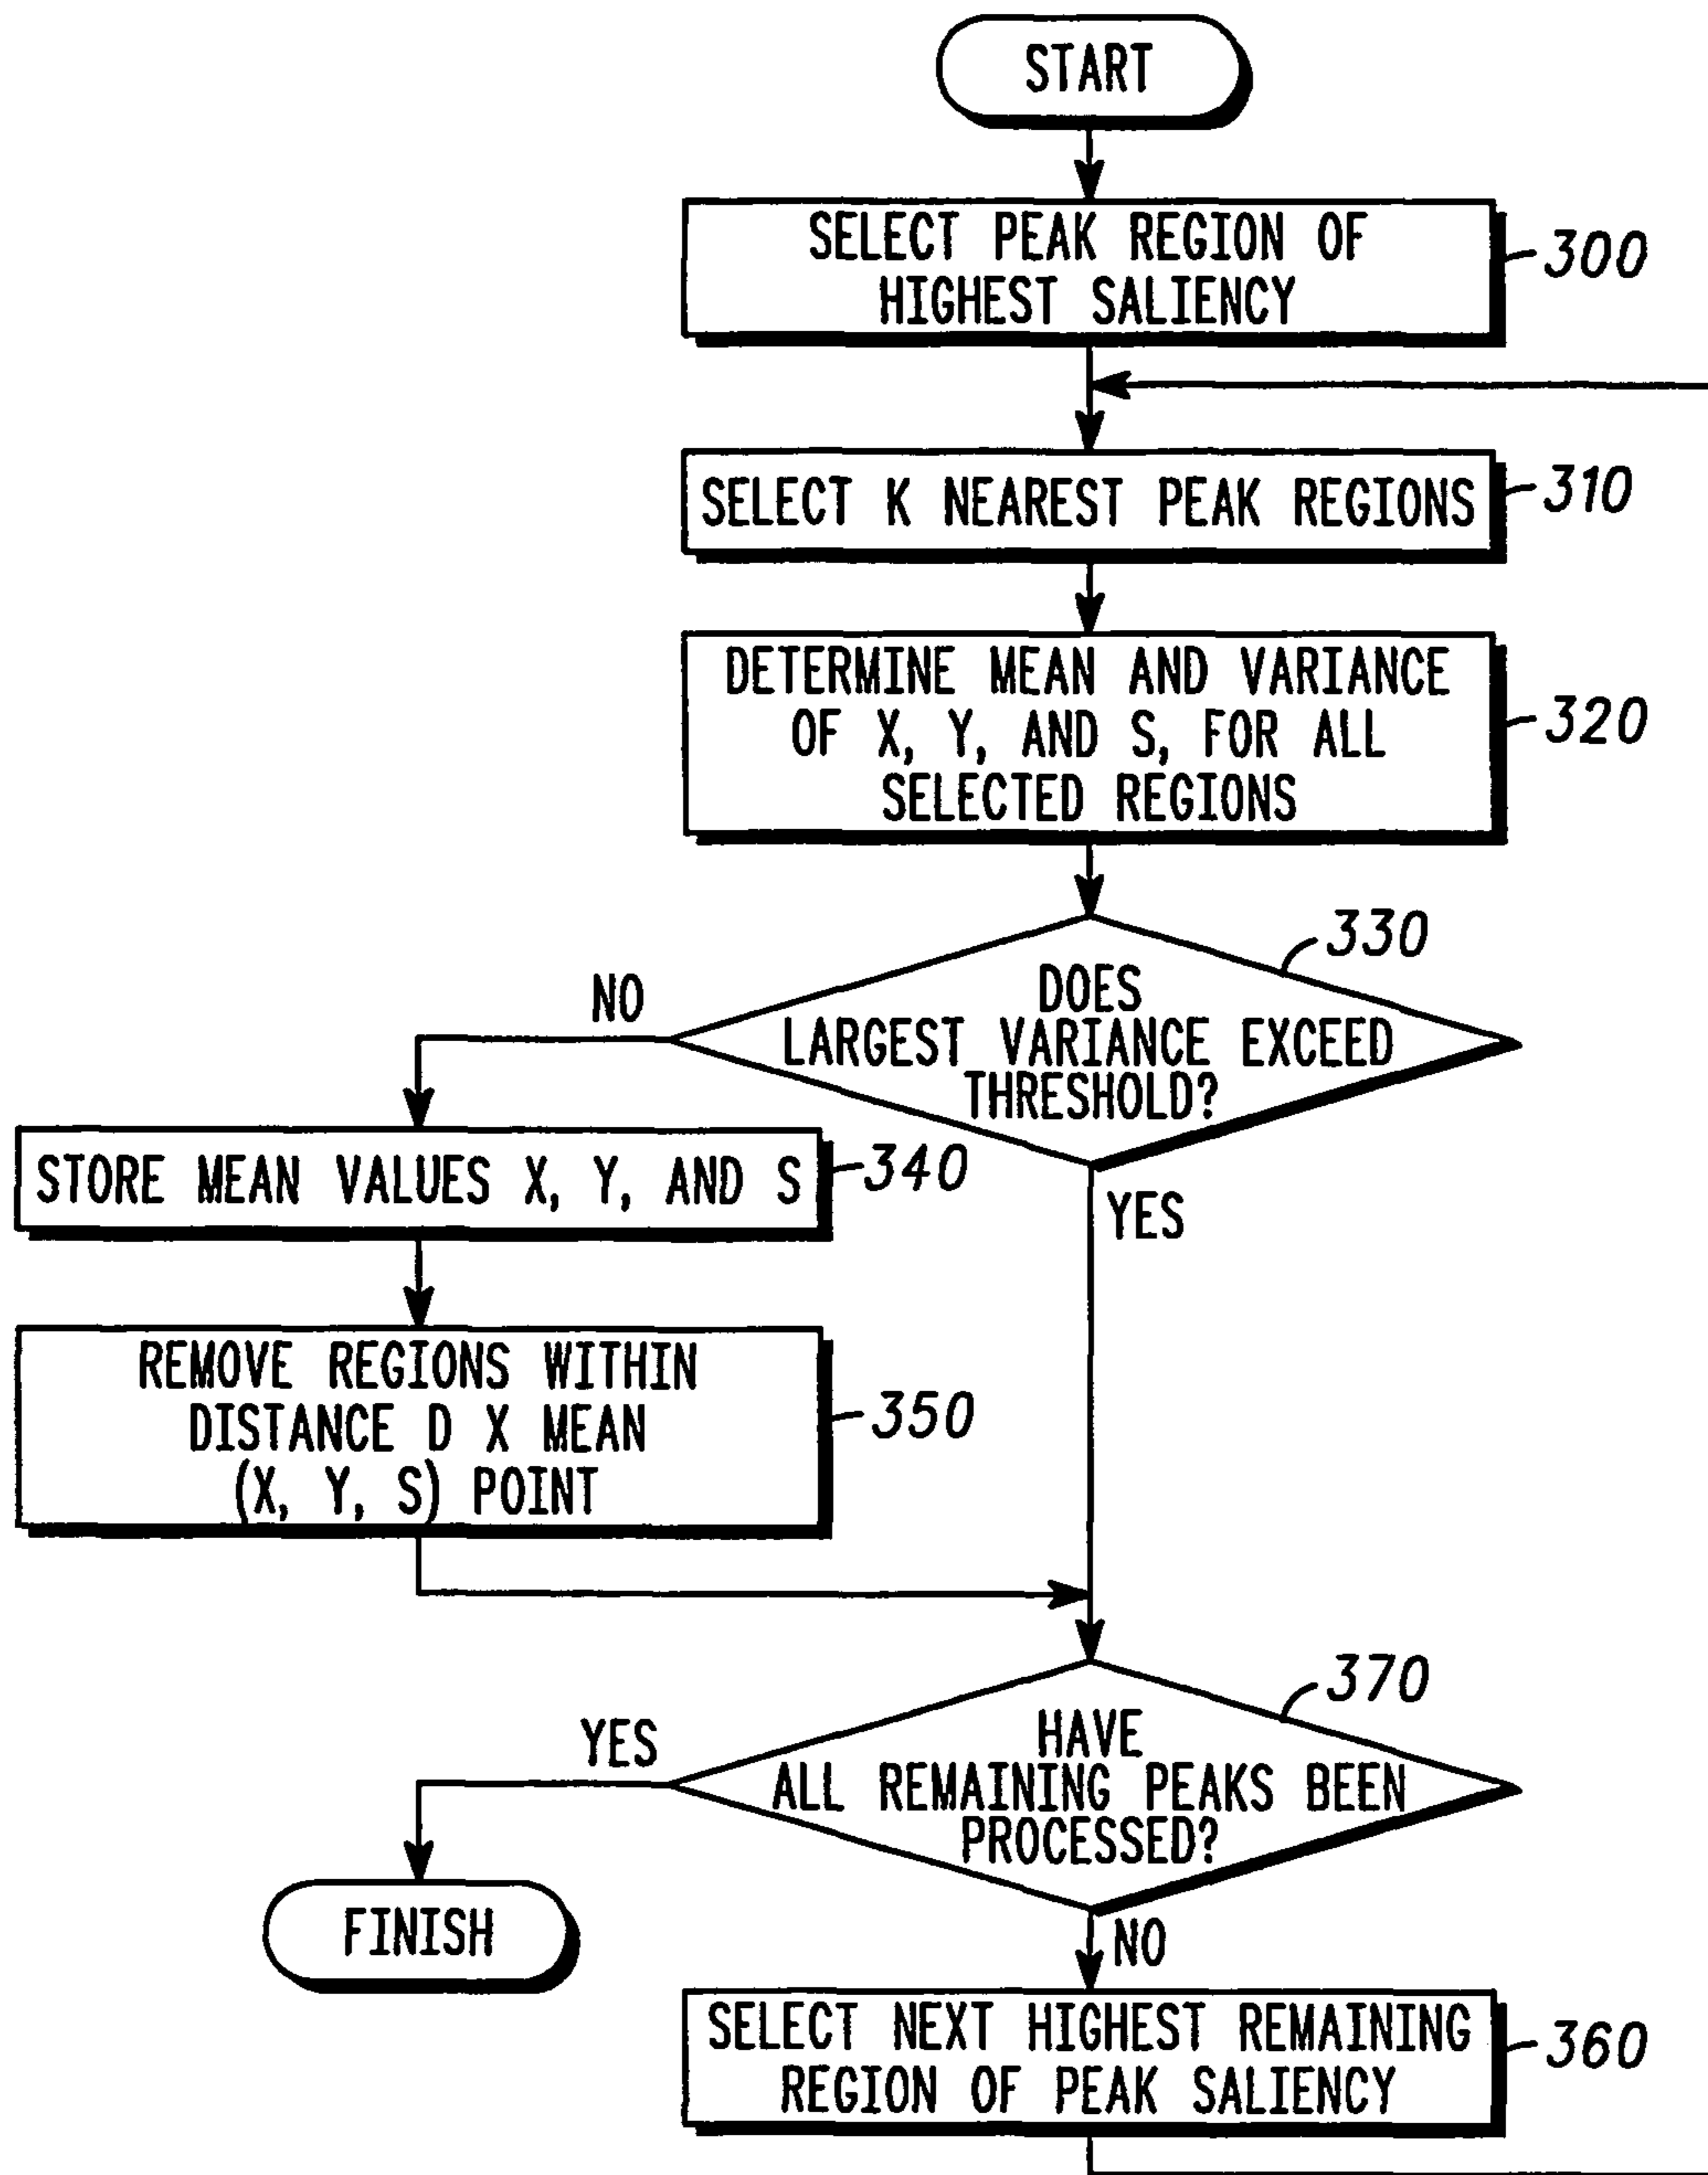 START
SELECT PEAK REGION OF
HIGHEST SALIENCY
300
SELECT K NEAREST PEAK REGIONS
310
DETERMINE MEAN AND VARIANCE
OF X, Y, AND S, FOR ALL
SELECTED REGIONS
320
330
DOES
LARGEST VARIANCE EXCEED
THRESHOLD?
NO
YES
STORE MEAN VALUES X, Y, AND S
340
REMOVE REGIONS WITHIN
DISTANCE D X MEAN
(X, Y, S) POINT
350
370
HAVE
ALL REMAINING PEAKS BEEN
PROCESSED?
YES
FINISH
NO
SELECT NEXT HIGHEST REMAINING
REGION OF PEAK SALIENCY
360